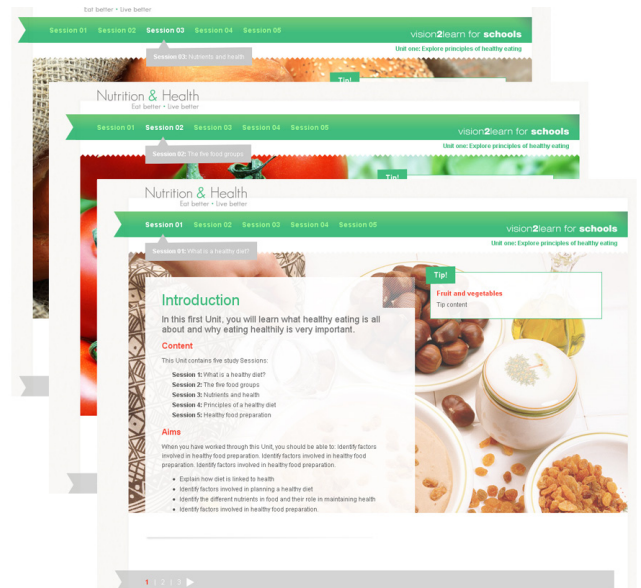 Eat better • Live better
Session 01 Session 02 Session 03 Session 04 Session 05
vision2learn for schools
Unit one: Explore principles of healthy eating
Session 03: Nutrients and health
Tip!
Nutrition & Health
Eat better • Live better
Session 01 Session 02 Session 03 Session 04 Session 05
vision2learn for schools
Unit one: Explore principles of healthy eating
Session 02: The five food groups
Tip!
Nutrition & Health
Eat better • Live better
Session 01 Session 02 Session 03 Session 04 Session 05
vision2learn for schools
Unit one: Explore principles of healthy eating
Session 01: What is a healthy diet?
Tip!
Fruit and vegetables
Tip content
Introduction
In this first Unit, you will learn what healthy eating is all
about and why eating healthily is very important.
Content
This Unit contains five study Sessions:
Session 1: What is a healthy diet?
Session 2: The five food groups
Session 3: Nutrients and health
Session 4: Principles of a healthy diet
Session 5: Healthy food preparation
Aims
When you have worked through this Unit, you should be able to: Identify factors
involved in healthy food preparation. Identify factors involved in healthy food
preparation. Identify factors involved in healthy food preparation.
• Explain how diet is linked to health
• Identify factors involved in planning a healthy diet
• Identify the different nutrients in food and their role in maintaining health
• Identify factors involved in healthy food preparation.
1 | 2 | 3